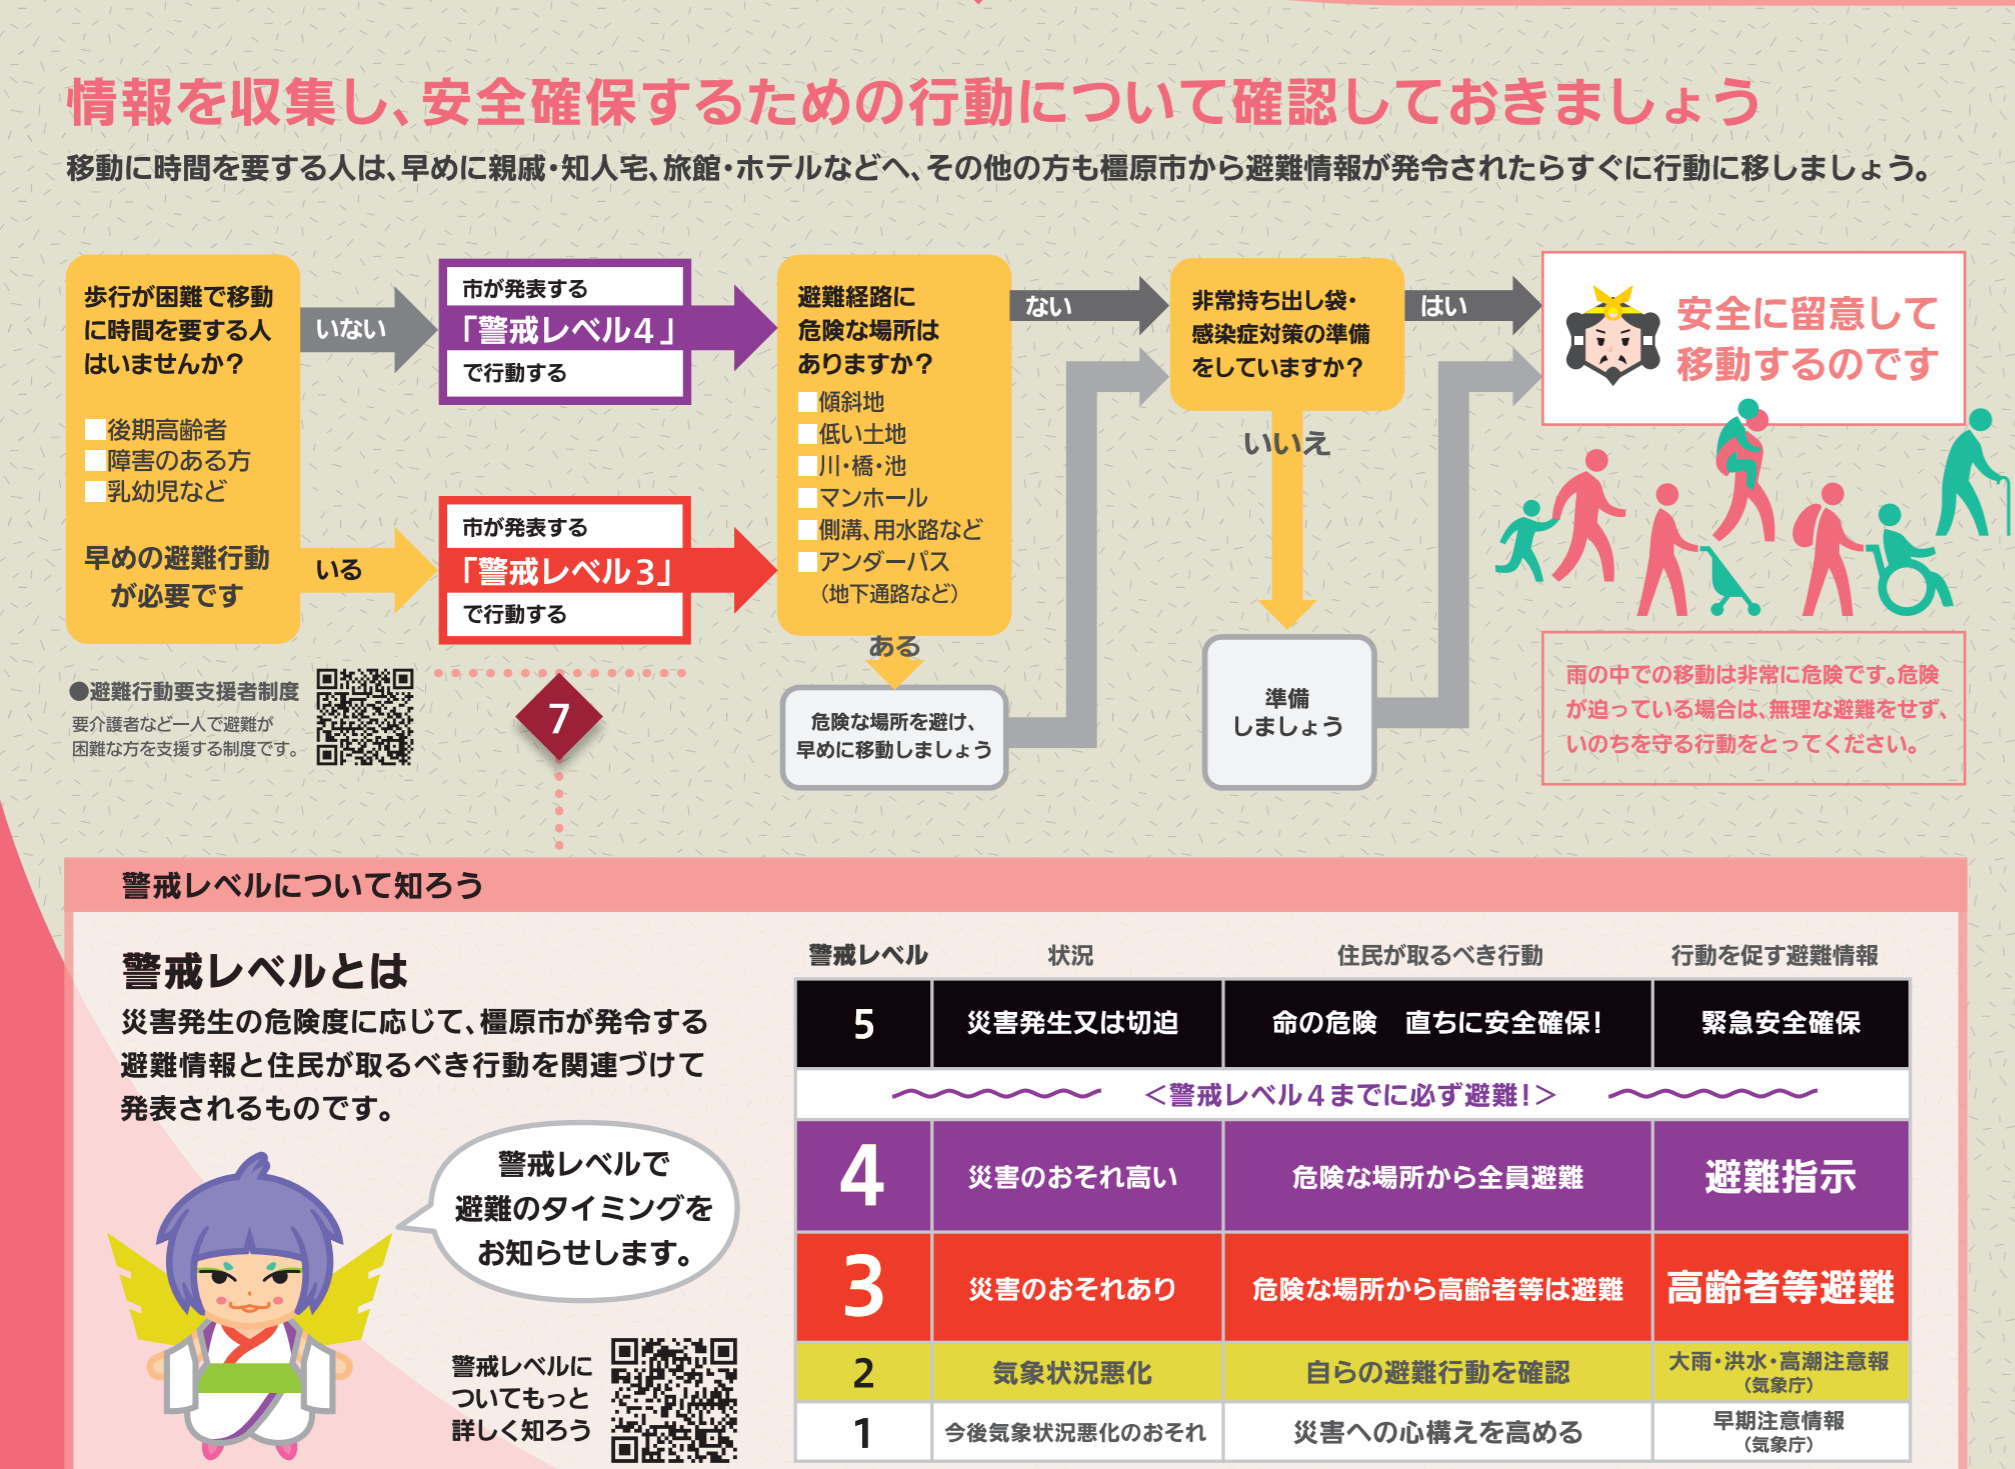 情報を収集し、安全確保するための行動について確認しておきましょう
移動に時間を要する人は、早めに親戚・知人宅、旅館・ホテルなどへ、その他の方も橿原市から避難情報が発令されたらすぐに行動に移しましょう。
歩行が困難で移動
に時間を要する人
はいませんか？
後期高齢者
障害のある方
乳幼児など
早めの避難行動
が必要です
いない
いる
市が発表する
「警戒レベル4」
で行動する
市が発表する
「警戒レベル3」
で行動する
避難経路に
危険な場所は
ありますか？
傾斜地
低い土地
川・橋・池
マンホール
側溝、用水路など
アンダーパス
（地下通路など）
ない
ある
危険な場所を避け、
早めに移動しましょう
非常持ち出し袋・
感染症対策の準備
をしていますか？
はい
いいえ
準備
しましょう
安全に留意して
移動するのです
雨の中での移動は非常に危険です。危険
が迫っている場合は、無理な避難をせず、
いのちを守る行動をとってください。
●避難行動要支援者制度
要介護者など一人で避難が
困難な方を支援する制度です。
7
警戒レベルについて知ろう
警戒レベルとは
災害発生の危険度に応じて、橿原市が発令する
避難情報と住民が取るべき行動を関連づけて
発表されるものです。
警戒レベルで
避難のタイミングを
お知らせします。
警戒レベルに
ついてもっと
詳しく知ろう
警戒レベル 状況 住民が取るべき行動 行動を促す避難情報
5 災害発生又は切迫 命の危険　直ちに安全確保！ 緊急安全確保
＜警戒レベル4までに必ず避難！＞
4 災害のおそれ高い 危険な場所から全員避難 避難指示
3 災害のおそれあり 危険な場所から高齢者等は避難 高齢者等避難
2 気象状況悪化 自らの避難行動を確認 大雨・洪水・高潮注意報
（気象庁）
1 今後気象状況悪化のおそれ 災害への心構えを高める 早期注意情報
（気象庁）